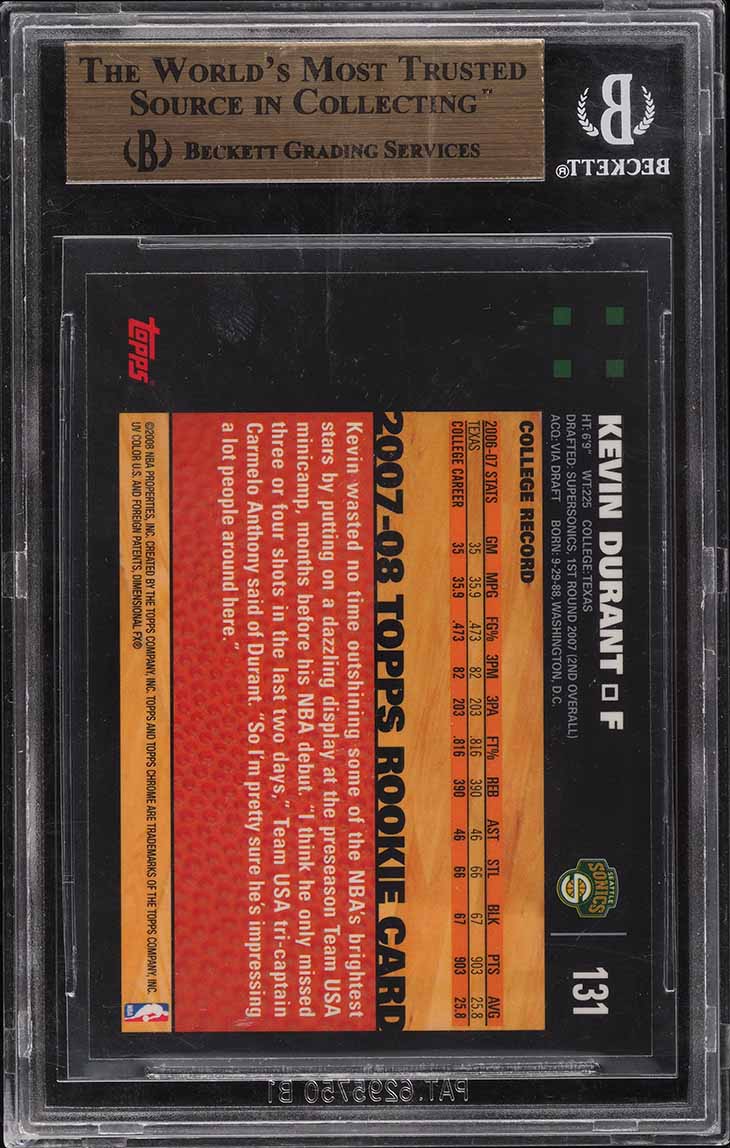 THE WORLD'S MOST TRUSTED
SOURCE IN COLLECTING™
(B) BECKETT GRADING SERVICES
B
BECKETT®
KEVIN DURANT □ F
131
HT: 6'9" WT: 225 COLLEGE: TEXAS
DRAFTED: SUPERSONICS, 1ST ROUND 2007 (2ND OVERALL)
ACQ: VIA DRAFT BORN: 9-29-88, WASHINGTON, D.C.
SEATTLE
SONICS
COLLEGE RECORD
2006-07 STATS GM MPG FG% 3PM 3PA FT% REB AST STL BLK PTS AVG
TEXAS 35 35.9 .473 82 203 .816 390 46 66 67 903 25.8
COLLEGE CAREER 35 35.9 .473 82 203 .816 390 46 66 67 903 25.8
2007-08 TOPPS ROOKIE CARD
Kevin wasted no time outshining some of the NBA's brightest
stars by putting on a dazzling display at the preseason Team USA
minicamp, months before his NBA debut. "I think he only missed
three or four shots in the last two days," Team USA tri-captain
Carmelo Anthony said of Durant. "So I'm pretty sure he's impressing
a lot people around here."
topps
©2008 NBA PROPERTIES, INC. CREATED BY THE TOPPS COMPANY, INC. TOPPS AND TOPPS CHROME ARE TRADEMARKS OF THE TOPPS COMPANY, INC.
UV COLOR U.S. AND FOREIGN PATENTS, DIMENSIONAL FX®
NBA
PAT. 6295750 B1